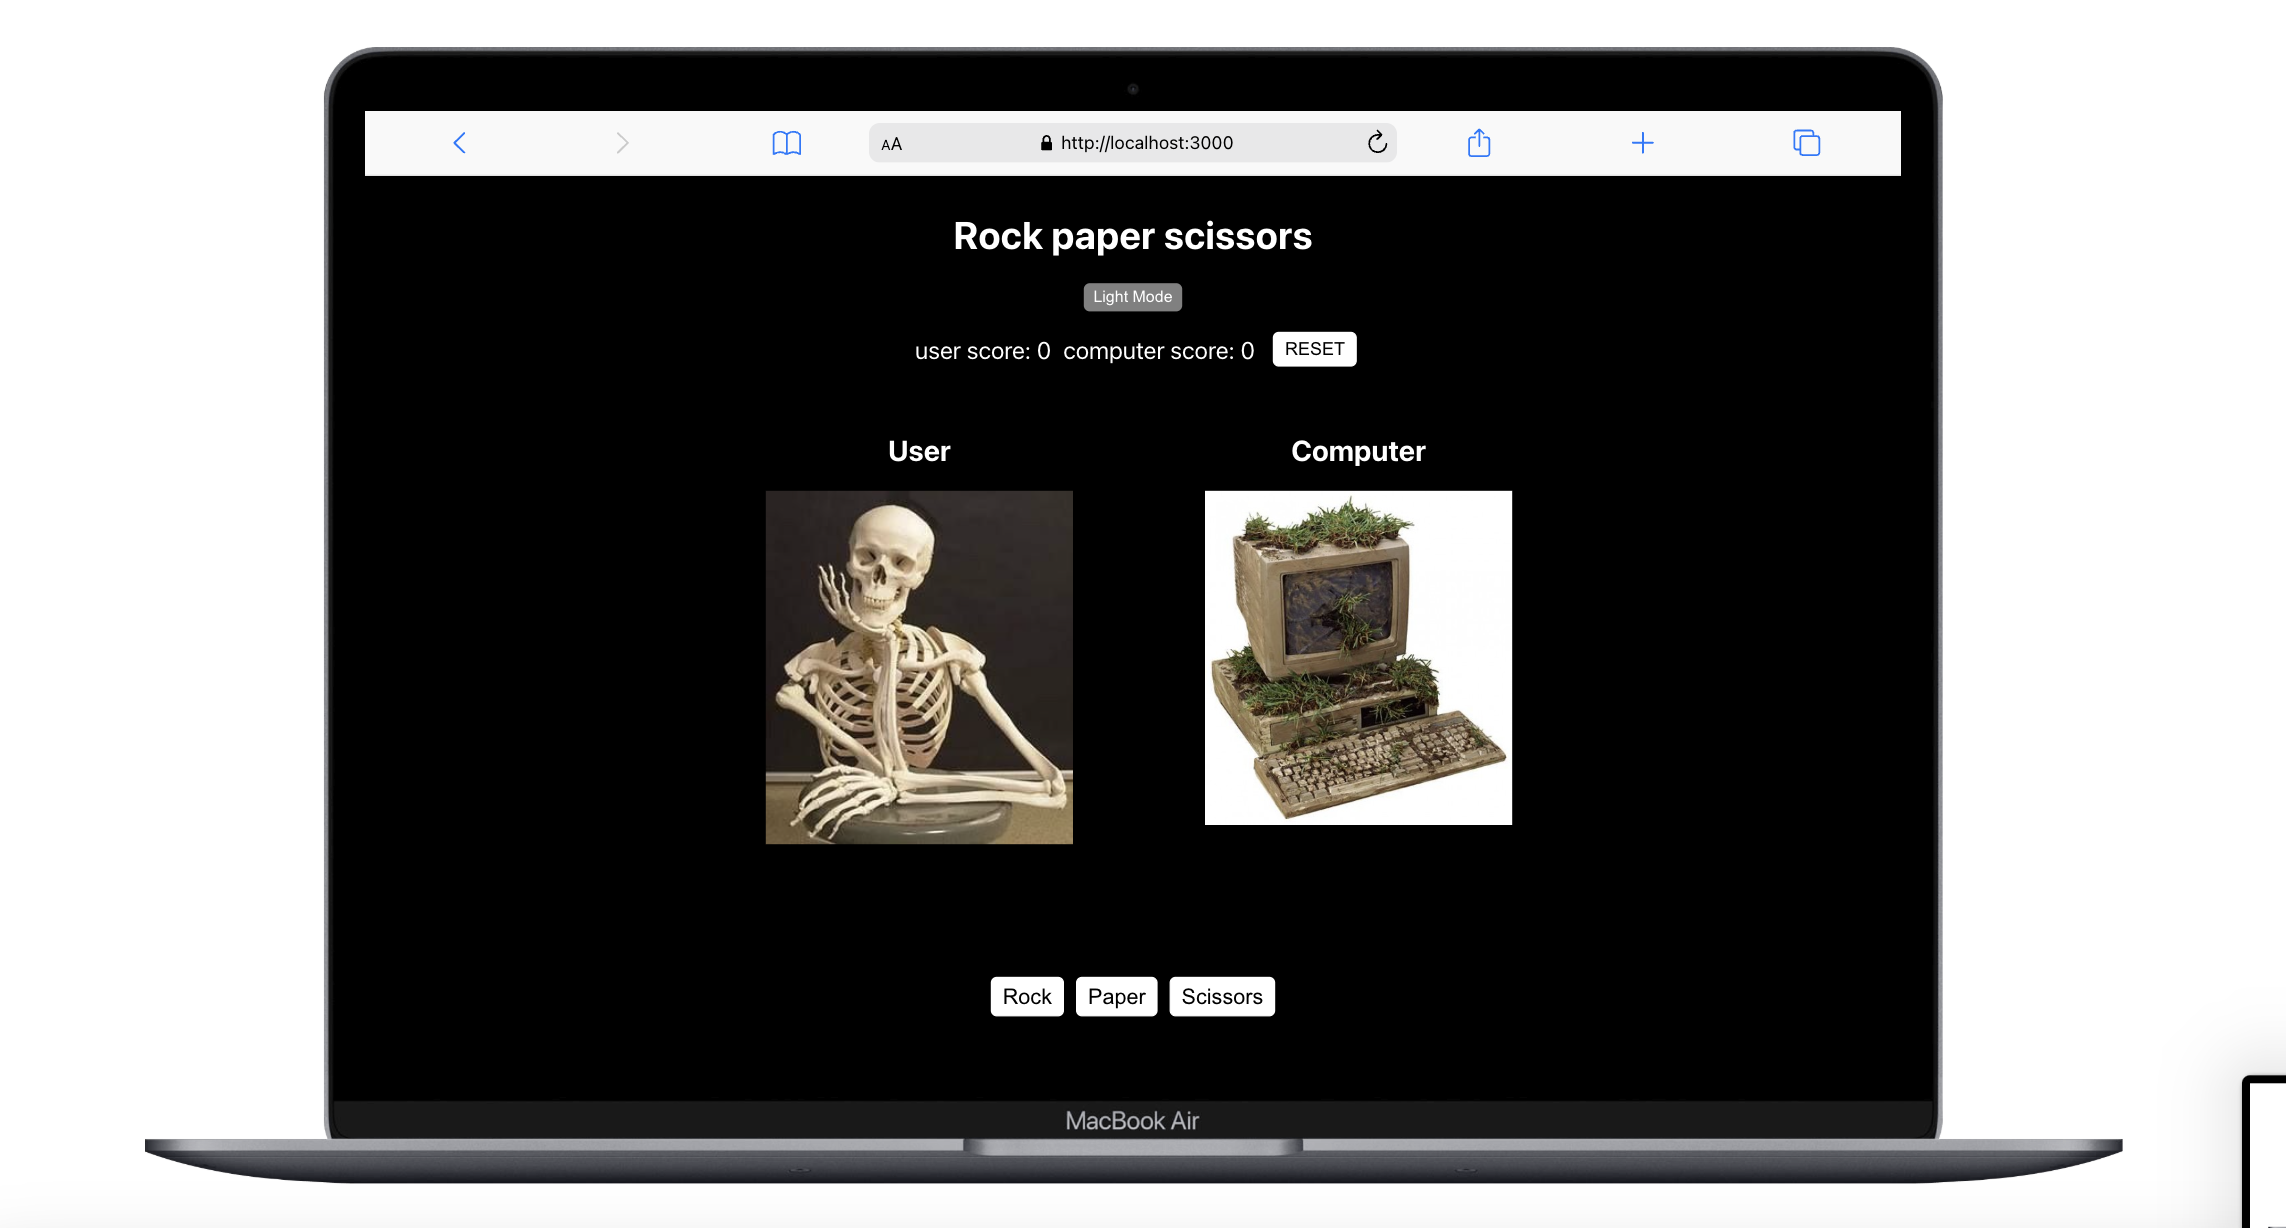 AA http://localhost:3000
Rock paper scissors
Light Mode
user score: 0 computer score: 0 RESET
User Computer
Rock Paper Scissors
MacBook Air